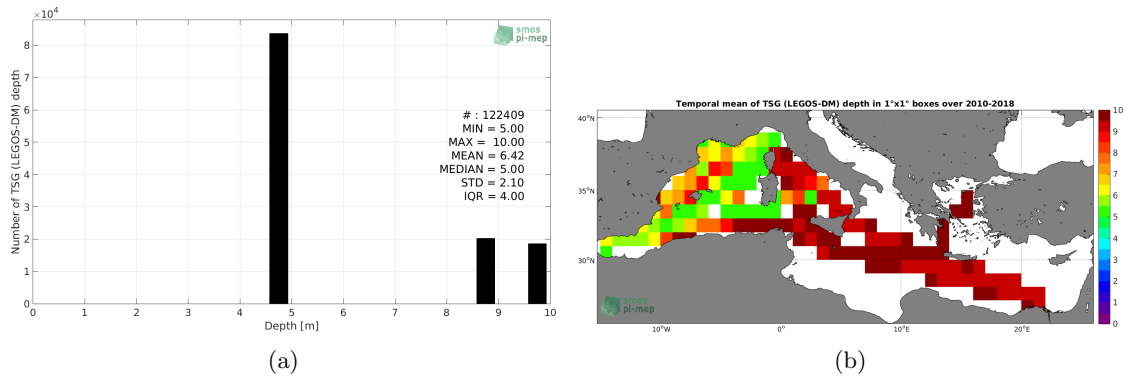 ×10⁴
8
7
6
5
4
3
2
1
0
Number of TSG (LEGOS-DM) depth
smos
pi-mep
# : 122409
MIN = 5.00
MAX = 10.00
MEAN = 6.42
MEDIAN = 5.00
STD = 2.10
IQR = 4.00
0 1 2 3 4 5 6 7 8 9 10
Depth [m]
(a)
Temporal mean of TSG (LEGOS-DM) depth in 1°x1° boxes over 2010-2018
40°N
35°N
30°N
10°W 0° 10°E 20°E
smos
pi-mep
10
9
8
7
6
5
4
3
2
1
0
(b)